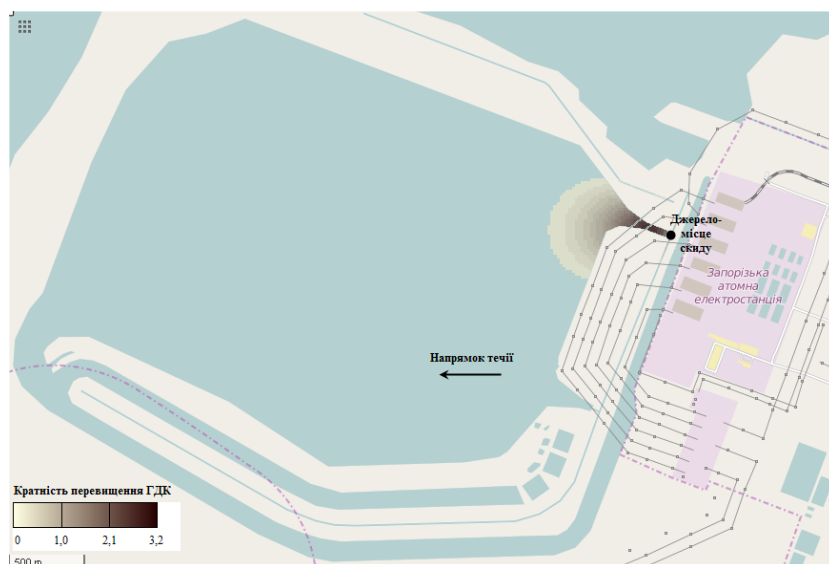 Джерело-
місце
скиду
Запорізька
атомна
електростанція
Напрямок течії
Кратність перевищення ГДК
0 1,0 2,1 3,2
500 m